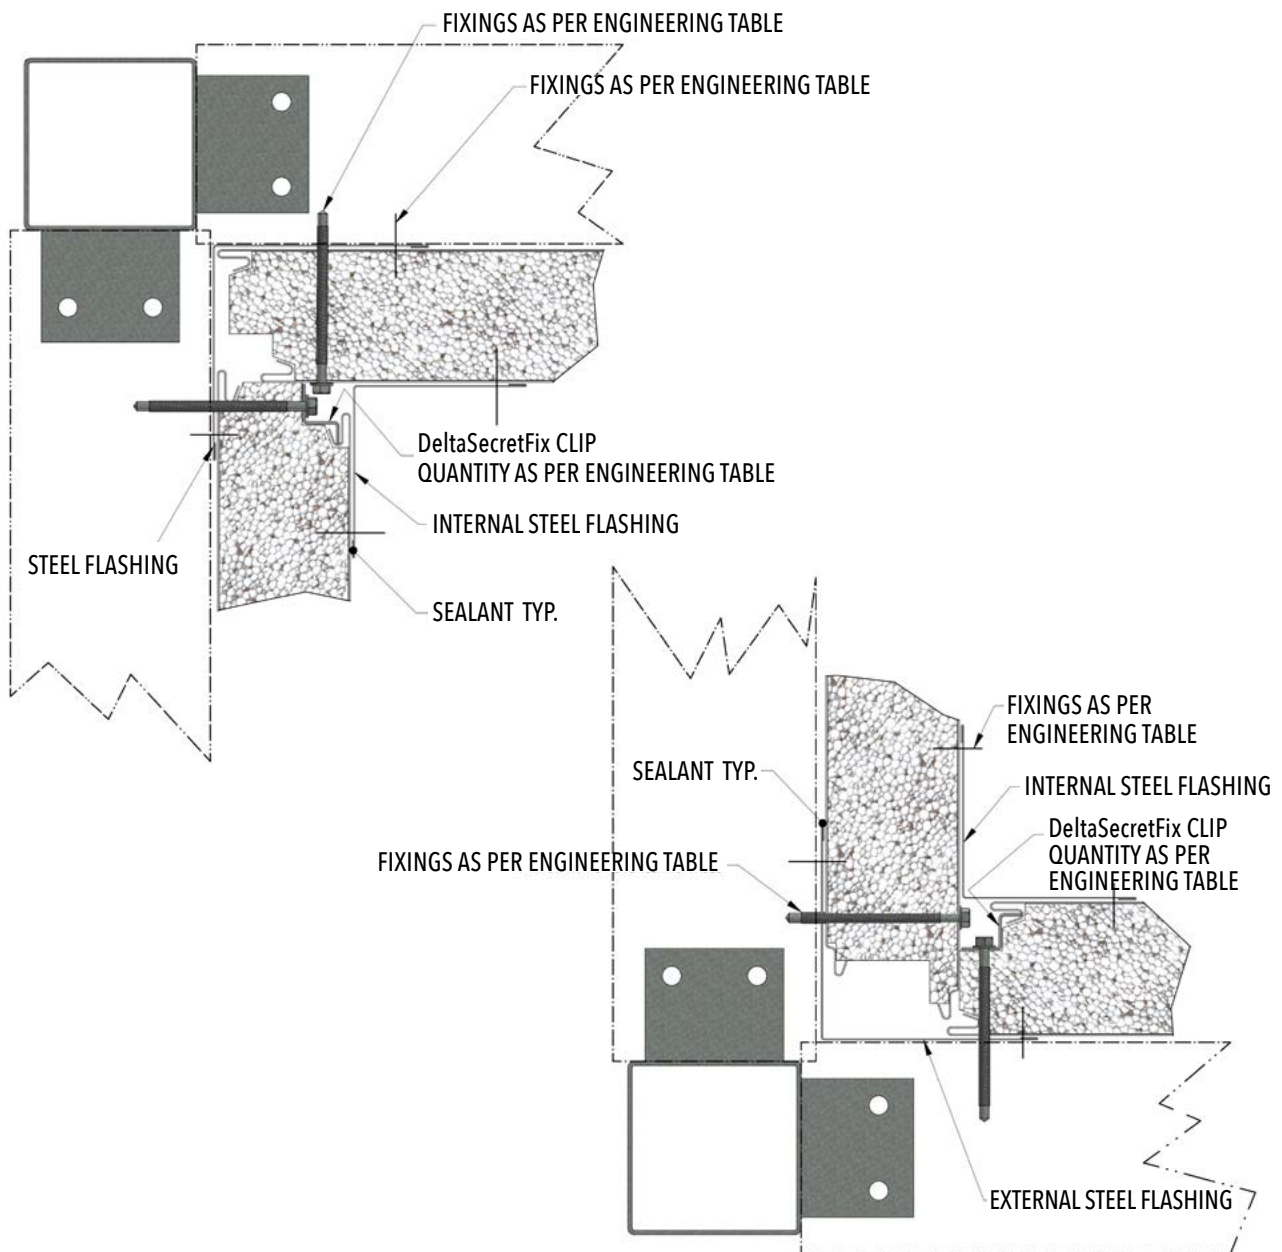 FIXINGS AS PER ENGINEERING TABLE
FIXINGS AS PER ENGINEERING TABLE
DeltaSecretFix CLIP
QUANTITY AS PER ENGINEERING TABLE
INTERNAL STEEL FLASHING
STEEL FLASHING
SEALANT TYP.
FIXINGS AS PER
ENGINEERING TABLE
SEALANT TYP.
INTERNAL STEEL FLASHING
DeltaSecretFix CLIP
QUANTITY AS PER
ENGINEERING TABLE
FIXINGS AS PER ENGINEERING TABLE
EXTERNAL STEEL FLASHING